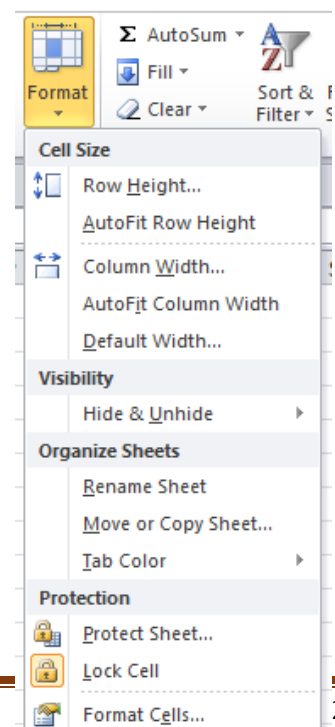 Σ AutoSum
Format
Fill
Clear
Sort &
Filter
Cell Size
Row Height...
AutoFit Row Height
Column Width...
AutoFit Column Width
Default Width...
Visibility
Hide & Unhide
Organize Sheets
Rename Sheet
Move or Copy Sheet...
Tab Color
Protection
Protect Sheet...
Lock Cell
Format Cells...